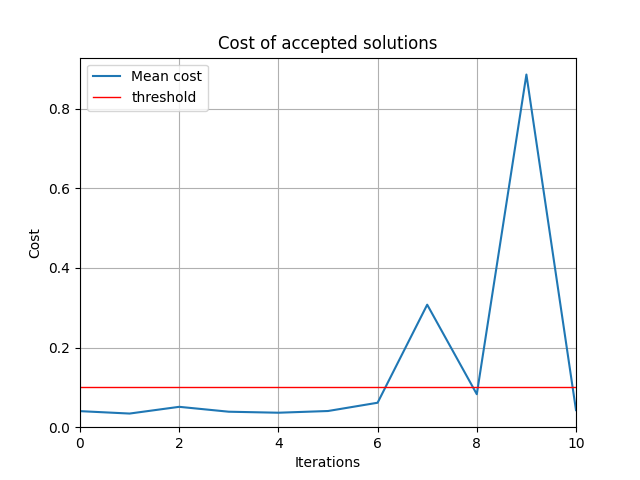 Cost of accepted solutions
Mean cost
threshold
Cost
0.8
0.6
0.4
0.2
0.0
0 2 4 6 8 10
Iterations